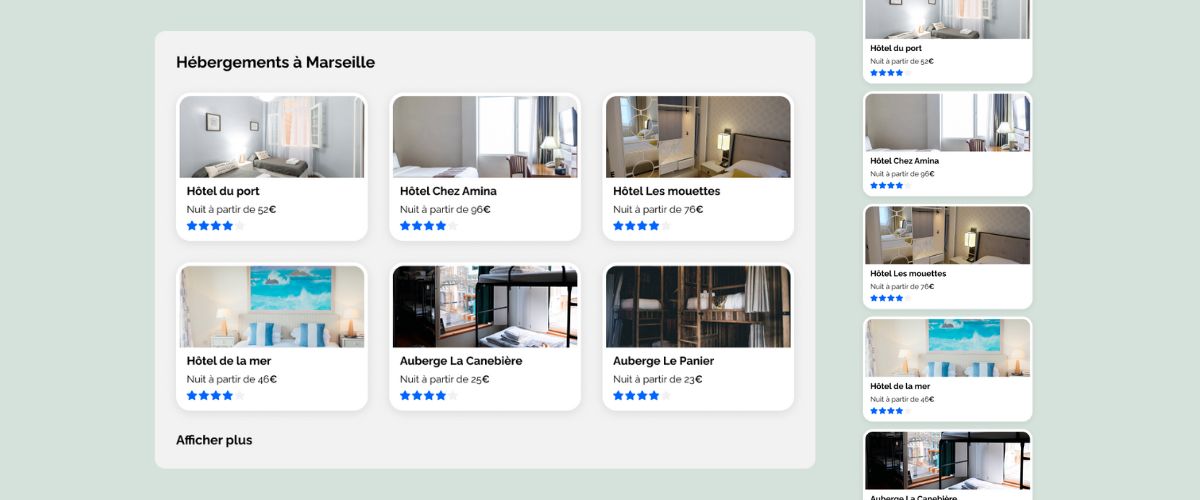 Hébergements à Marseille
Hôtel du port
Nuit à partir de 52€
Hôtel Chez Amina
Nuit à partir de 96€
Hôtel Les mouettes
Nuit à partir de 76€
Hôtel de la mer
Nuit à partir de 46€
Auberge La Canebière
Nuit à partir de 25€
Auberge Le Panier
Nuit à partir de 23€
Afficher plus
Hôtel du port
Nuit à partir de 52€
Hôtel Chez Amina
Nuit à partir de 96€
Hôtel Les mouettes
Nuit à partir de 76€
Hôtel de la mer
Nuit à partir de 46€
Auberge La Canebière